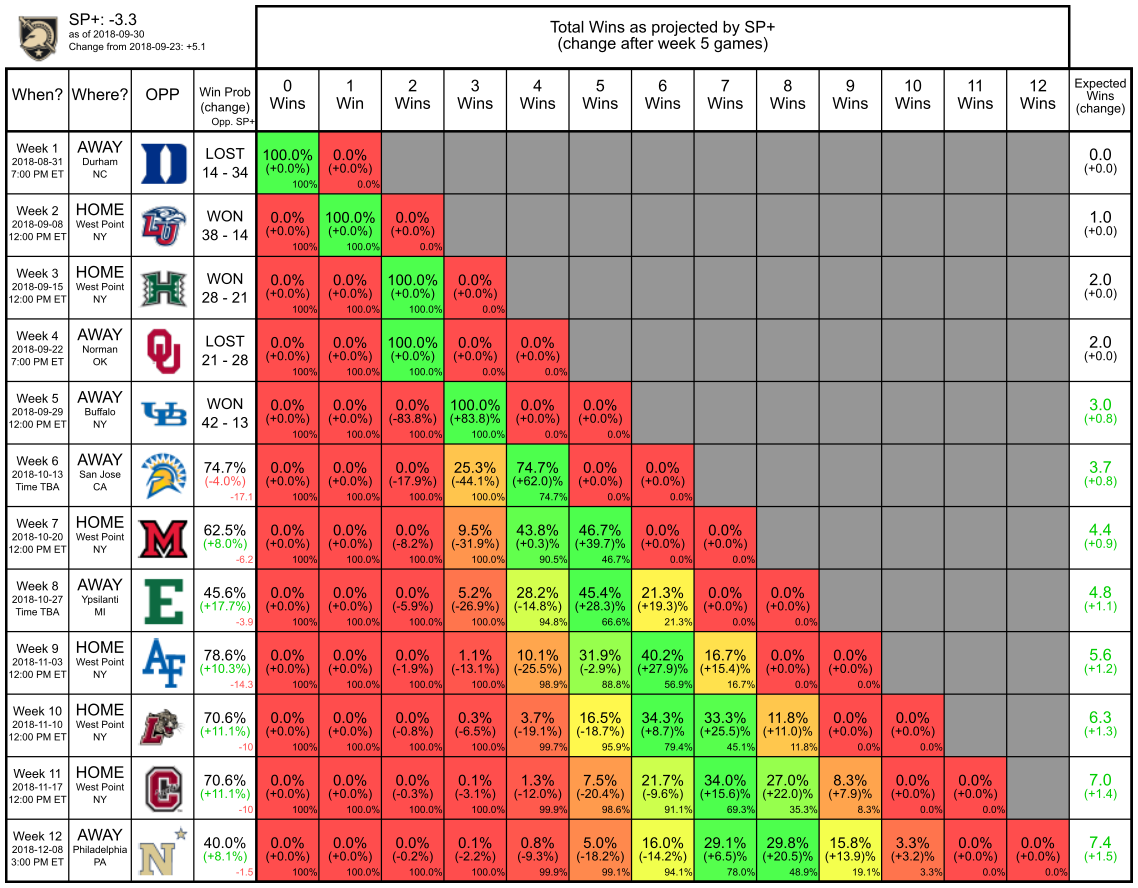 SP+: -3.3
as of 2018-09-30
Change from 2018-09-23: +5.1
Total Wins as projected by SP+
(change after week 5 games)
When? Where? OPP Win Prob (change) Opp. SP+ 0 Wins 1 Win 2 Wins 3 Wins 4 Wins 5 Wins 6 Wins 7 Wins 8 Wins 9 Wins 10 Wins 11 Wins 12 Wins Expected Wins (change)
Week 1 AWAY LOST 100.0% 0.0% 0.0
2018-08-31 Durham D (+0.0%) (+0.0%) (+0.0)
7:00 PM ET NC 14 - 34 100% 0.0%
Week 2 HOME WON 0.0% 100.0% 0.0% 1.0
2018-09-08 West Point LU (+0.0%) (+0.0%) (+0.0%) (+0.0)
12:00 PM ET NY 38 - 14 100% 100.0% 0.0%
Week 3 HOME WON 0.0% 0.0% 100.0% 0.0% 2.0
2018-09-15 West Point H (+0.0%) (+0.0%) (+0.0%) (+0.0%) (+0.0)
12:00 PM ET NY 28 - 21 100% 100.0% 100.0% 0.0%
Week 4 AWAY LOST 0.0% 0.0% 100.0% 0.0% 0.0% 2.0
2018-09-22 Norman OU (+0.0%) (+0.0%) (+0.0%) (+0.0%) (+0.0%) (+0.0)
7:00 PM ET OK 21 - 28 100% 100.0% 100.0% 0.0% 0.0%
Week 5 AWAY WON 0.0% 0.0% 0.0% 100.0% 0.0% 0.0% 3.0
2018-09-29 Buffalo UB (+0.0%) (+0.0%) (-83.8%) (+83.8)% (+0.0%) (+0.0%) (+0.8)
12:00 PM ET NY 42 - 13 100% 100.0% 100.0% 100.0% 0.0% 0.0%
Week 6 AWAY 74.7% 0.0% 0.0% 0.0% 25.3% 74.7% 0.0% 0.0% 3.7
2018-10-13 San Jose (-4.0%) (+0.0%) (+0.0%) (-17.9%) (-44.1%) (+62.0)% (+0.0%) (+0.0%) (+0.8)
Time TBA CA -17.1 100% 100.0% 100.0% 100.0% 74.7% 0.0% 0.0%
Week 7 HOME 62.5% 0.0% 0.0% 0.0% 9.5% 43.8% 46.7% 0.0% 0.0% 4.4
2018-10-20 West Point M (+8.0%) (+0.0%) (+0.0%) (-8.2%) (-31.9%) (+0.3)% (+39.7)% (+0.0%) (+0.0%) (+0.9)
12:00 PM ET NY -6.2 100% 100.0% 100.0% 100.0% 90.5% 46.7% 0.0% 0.0%
Week 8 AWAY 45.6% 0.0% 0.0% 0.0% 5.2% 28.2% 45.4% 21.3% 0.0% 0.0% 4.8
2018-10-27 Ypsilanti E (+17.7%) (+0.0%) (+0.0%) (-5.9%) (-26.9%) (-14.8%) (+28.3)% (+19.3)% (+0.0%) (+0.0%) (+1.1)
Time TBA MI -3.9 100% 100.0% 100.0% 100.0% 94.8% 66.6% 21.3% 0.0% 0.0%
Week 9 HOME 78.6% 0.0% 0.0% 0.0% 1.1% 10.1% 31.9% 40.2% 16.7% 0.0% 0.0% 5.6
2018-11-03 West Point AF (+10.3%) (+0.0%) (+0.0%) (-1.9%) (-13.1%) (-25.5%) (-2.9%) (+27.9)% (+15.4)% (+0.0%) (+0.0%) (+1.2)
12:00 PM ET NY -14.3 100% 100.0% 100.0% 100.0% 98.9% 88.8% 56.9% 16.7% 0.0% 0.0%
Week 10 HOME 70.6% 0.0% 0.0% 0.0% 0.3% 3.7% 16.5% 34.3% 33.3% 11.8% 0.0% 0.0% 6.3
2018-11-10 West Point L (+11.1%) (+0.0%) (+0.0%) (-0.8%) (-6.5%) (-19.1%) (-18.7%) (+8.7)% (+25.5)% (+11.0)% (+0.0%) (+0.0%) (+1.3)
12:00 PM ET NY -10 100% 100.0% 100.0% 100.0% 99.7% 95.9% 79.4% 45.1% 11.8% 0.0% 0.0%
Week 11 HOME 70.6% 0.0% 0.0% 0.0% 0.1% 1.3% 7.5% 21.7% 34.0% 27.0% 8.3% 0.0% 0.0% 7.0
2018-11-17 West Point C (+11.1%) (+0.0%) (+0.0%) (-0.3%) (-3.1%) (-12.0%) (-20.4%) (-9.6%) (+15.6)% (+22.0)% (+7.9)% (+0.0%) (+0.0%) (+1.4)
12:00 PM ET NY -10 100% 100.0% 100.0% 100.0% 99.9% 98.6% 91.1% 69.3% 35.3% 8.3% 0.0% 0.0%
Week 12 AWAY 40.0% 0.0% 0.0% 0.0% 0.1% 0.8% 5.0% 16.0% 29.1% 29.8% 15.8% 3.3% 0.0% 0.0% 7.4
2018-12-08 Philadelphia N (+8.1%) (+0.0%) (+0.0%) (-0.2%) (-2.2%) (-9.3%) (-18.2%) (-14.2%) (+6.5)% (+20.5)% (+13.9)% (+3.2)% (+0.0%) (+0.0%) (+1.5)
3:00 PM ET PA -1.5 100% 100.0% 100.0% 100.0% 99.9% 99.1% 94.1% 78.0% 48.9% 19.1% 3.3% 0.0% 0.0%